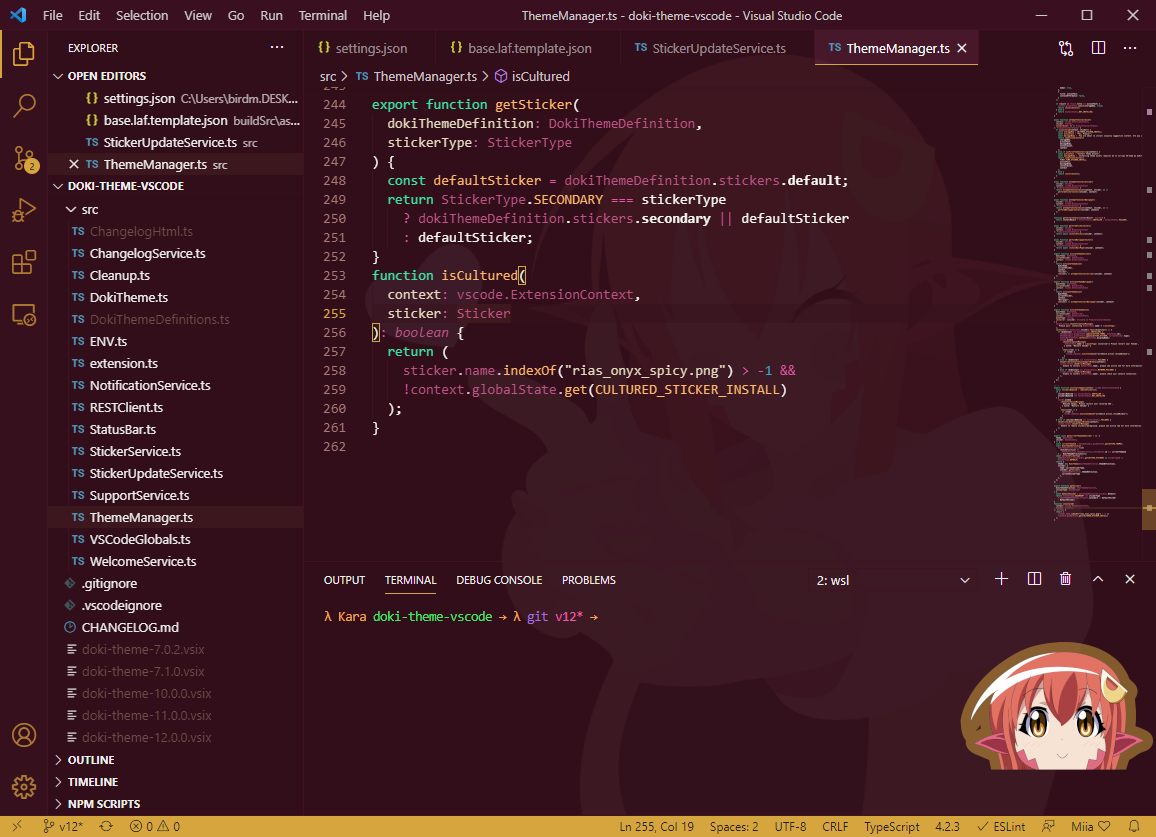 File Edit Selection View Go Run Terminal Help
ThemeManager.ts - doki-theme-vscode - Visual Studio Code
EXPLORER
OPEN EDITORS
{} settings.json C:\Users\birdm.DESK...
{} base.laf.template.json buildSrc\as...
TS StickerUpdateService.ts src
TS ThemeManager.ts src
DOKI-THEME-VSCODE
src
TS ChangelogHtml.ts
TS ChangelogService.ts
TS Cleanup.ts
TS DokiTheme.ts
TS DokiThemeDefinitions.ts
TS ENV.ts
TS extension.ts
TS NotificationService.ts
TS RESTClient.ts
TS StatusBar.ts
TS StickerService.ts
TS StickerUpdateService.ts
TS SupportService.ts
TS ThemeManager.ts
TS VSCodeGlobals.ts
TS WelcomeService.ts
.gitignore
.vscodeignore
CHANGELOG.md
doki-theme-7.0.2.vsix
doki-theme-7.1.0.vsix
doki-theme-10.0.0.vsix
doki-theme-11.0.0.vsix
doki-theme-12.0.0.vsix
OUTLINE
TIMELINE
NPM SCRIPTS
2
{} settings.json {} base.laf.template.json TS StickerUpdateService.ts TS ThemeManager.ts
src > TS ThemeManager.ts > isCultured
244 export function getSticker(
245 dokiThemeDefinition: DokiThemeDefinition,
246 stickerType: StickerType
247 ) {
248 const defaultSticker = dokiThemeDefinition.stickers.default;
249 return StickerType.SECONDARY === stickerType
250 ? dokiThemeDefinition.stickers.secondary || defaultSticker
251 : defaultSticker;
252 }
253 function isCultured(
254 context: vscode.ExtensionContext,
255 sticker: Sticker
256 ): boolean {
257 return (
258 sticker.name.indexOf("rias_onyx_spicy.png") > -1 &&
259 !context.globalState.get(CULTURED_STICKER_INSTALL)
260 );
261 }
262
OUTPUT TERMINAL DEBUG CONSOLE PROBLEMS 2: wsl
λ Kara doki-theme-vscode → λ git v12* →
v12* 0 0 Ln 255, Col 19 Spaces: 2 UTF-8 CRLF TypeScript 4.2.3 ESLint Miia ♡